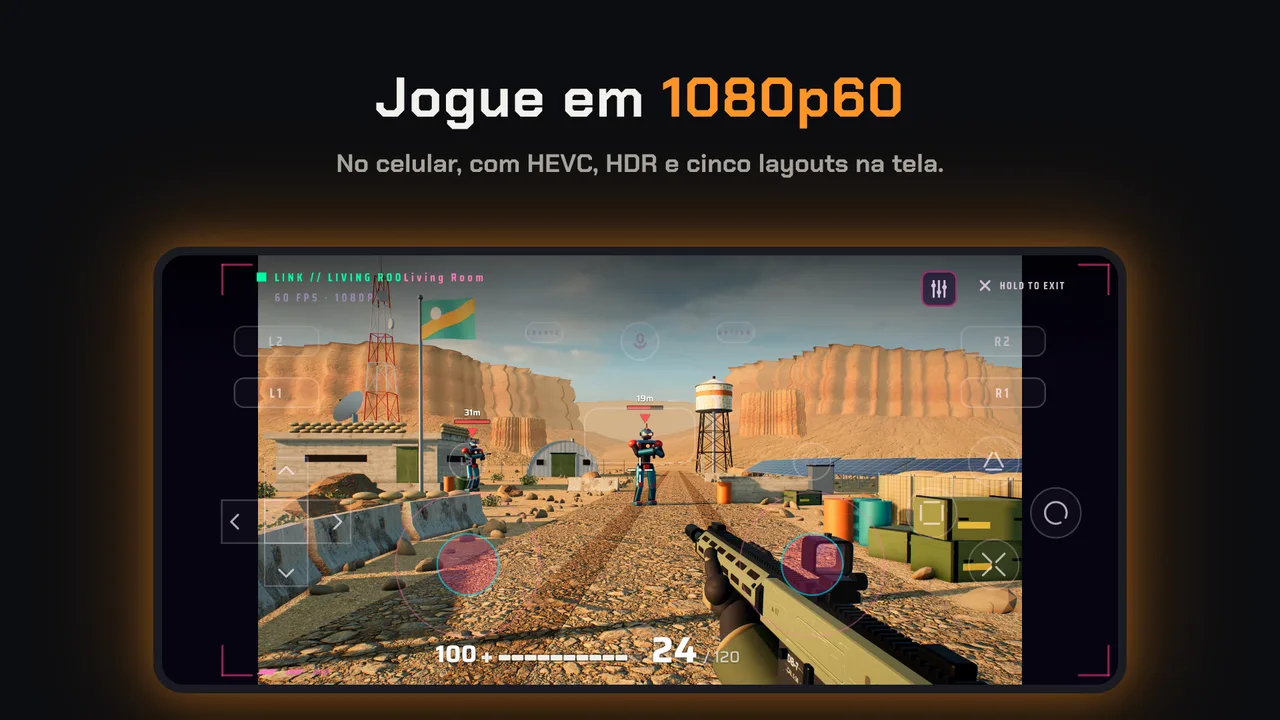 Jogue em 1080p60
No celular, com HEVC, HDR e cinco layouts na tela.
LINK // LIVING ROOLiving Room
60 FPS · 1080P
HOLD TO EXIT
L2
R2
L1
R1
19m
31m
100
24 / 120